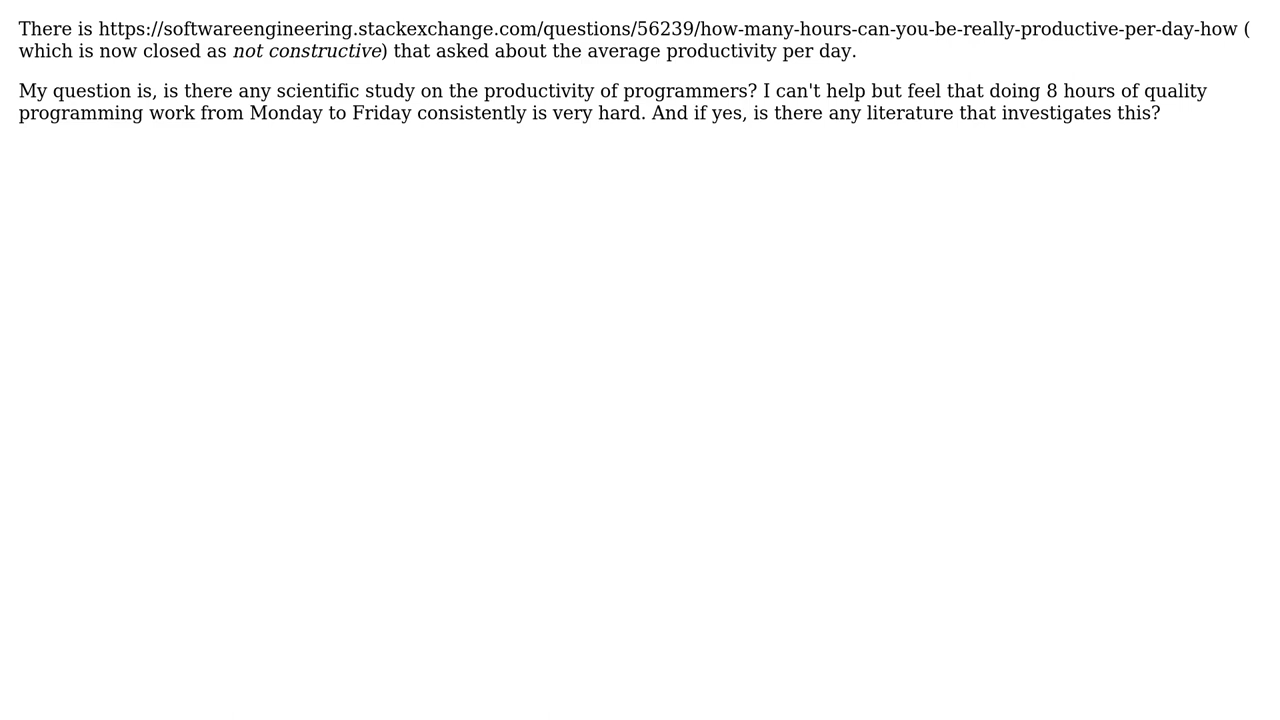 There is https://softwareengineering.stackexchange.com/questions/56239/how-many-hours-can-you-be-really-productive-per-day-how (
which is now closed as not constructive) that asked about the average productivity per day.
My question is, is there any scientific study on the productivity of programmers? I can't help but feel that doing 8 hours of quality
programming work from Monday to Friday consistently is very hard. And if yes, is there any literature that investigates this?